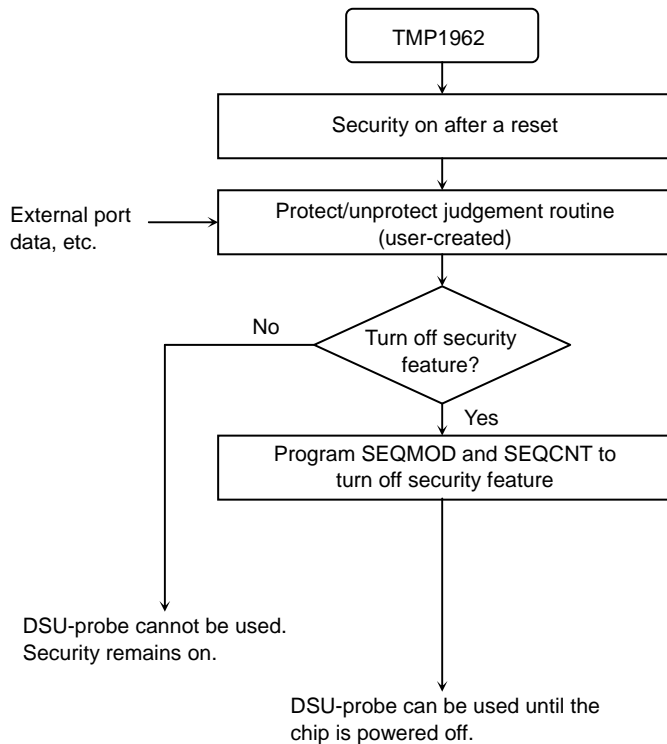 TMP1962
Security on after a reset
External port
data, etc.
Protect/unprotect judgement routine
(user-created)
No
Turn off security
feature?
Yes
Program SEQMOD and SEQCNT to
turn off security feature
DSU-probe cannot be used.
Security remains on.
DSU-probe can be used until the
chip is powered off.